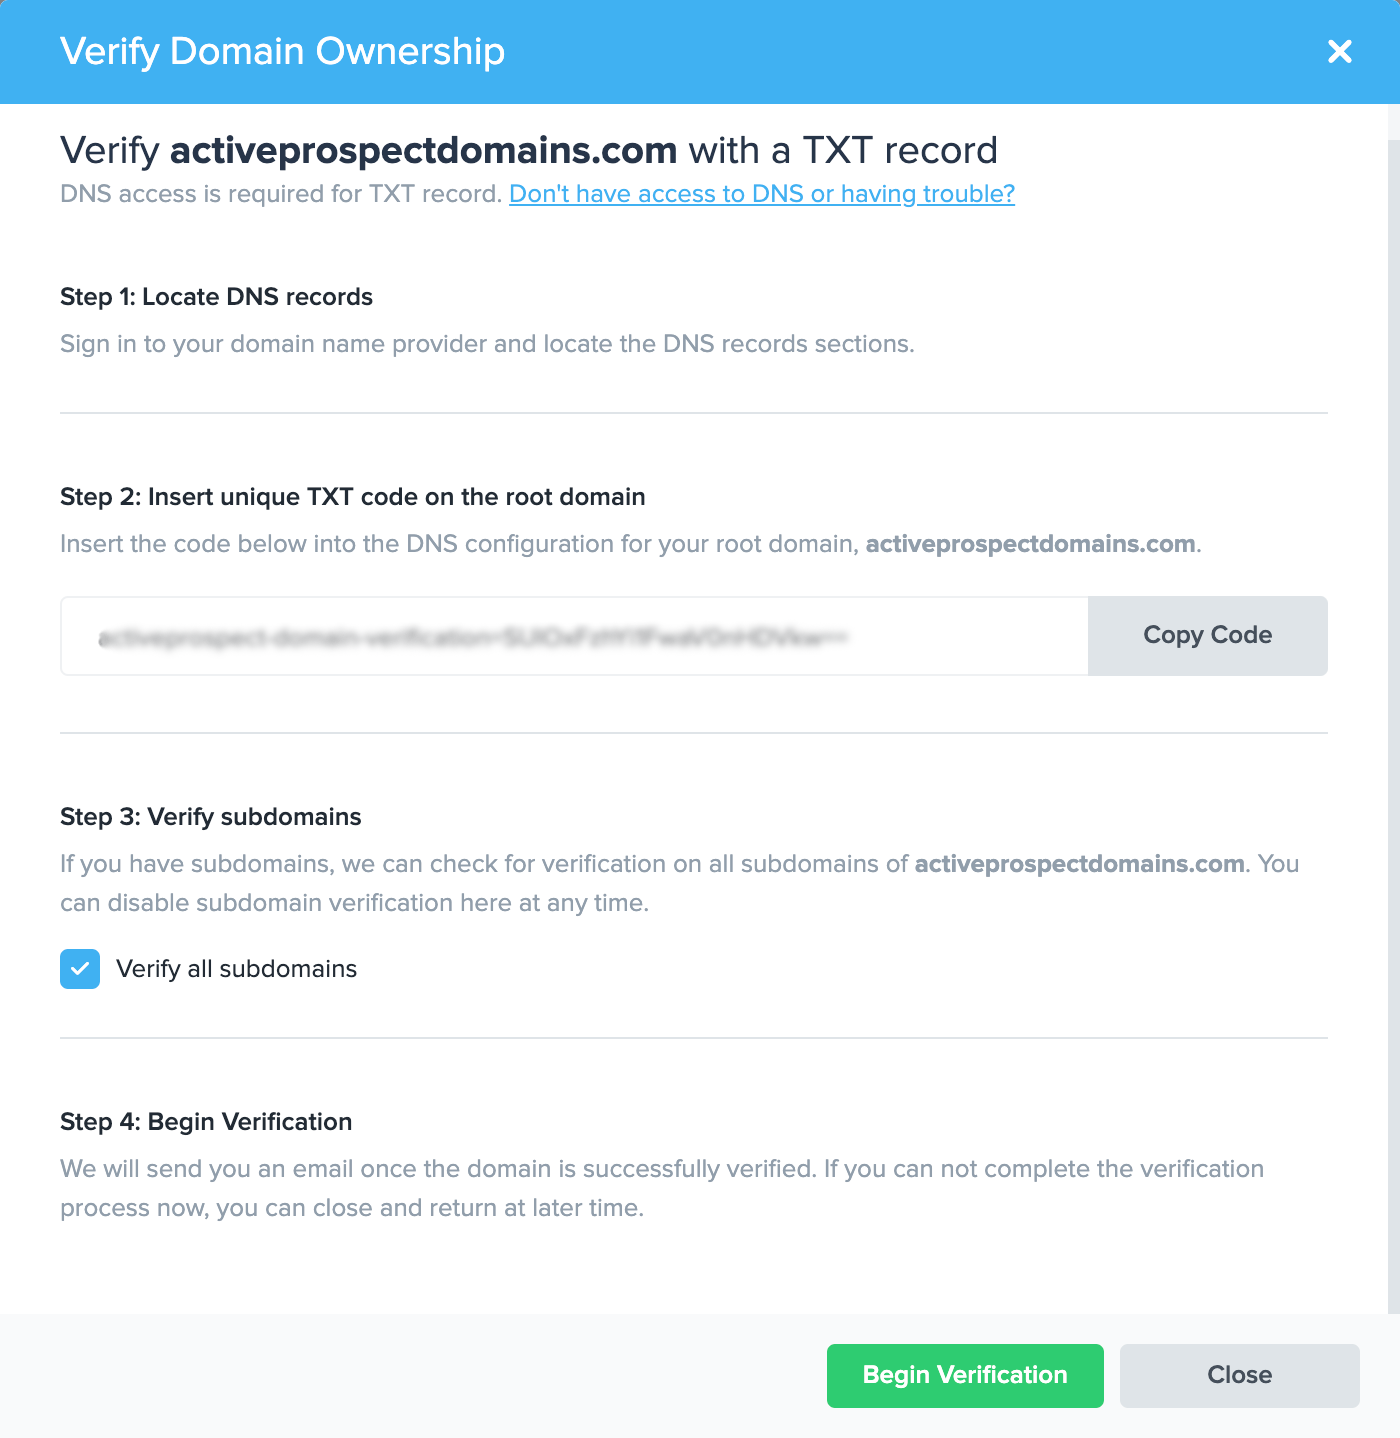 Verify Domain Ownership
Verify activeprospectdomains.com with a TXT record
DNS access is required for TXT record. Don't have access to DNS or having trouble?
Step 1: Locate DNS records
Sign in to your domain name provider and locate the DNS records sections.
Step 2: Insert unique TXT code on the root domain
Insert the code below into the DNS configuration for your root domain, activeprospectdomains.com.
Copy Code
Step 3: Verify subdomains
If you have subdomains, we can check for verification on all subdomains of activeprospectdomains.com. You
can disable subdomain verification here at any time.
Verify all subdomains
Step 4: Begin Verification
We will send you an email once the domain is successfully verified. If you can not complete the verification
process now, you can close and return at later time.
Begin Verification
Close